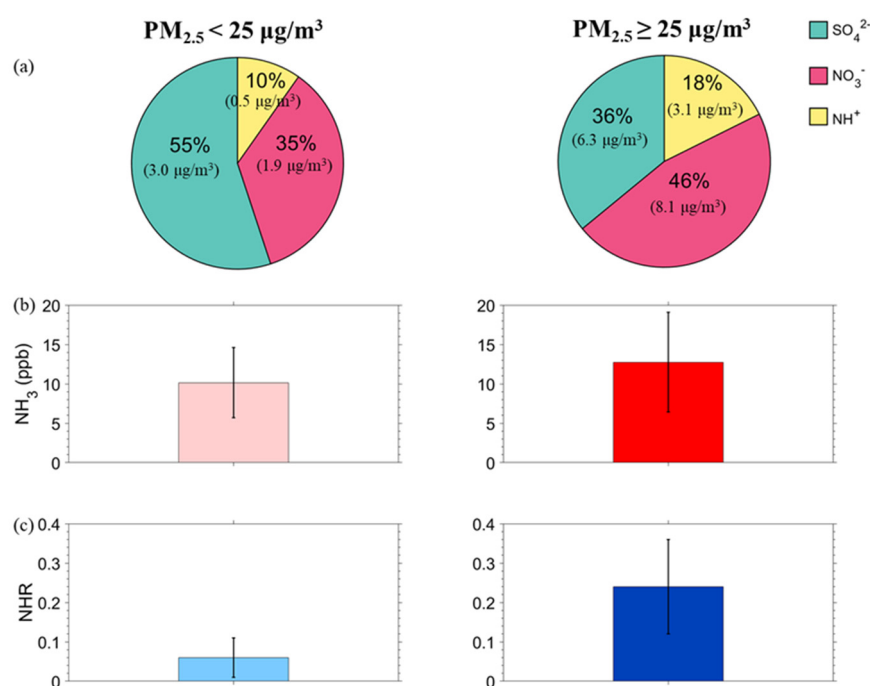 PM₂.₅ < 25 μg/m³
PM₂.₅ ≥ 25 μg/m³
SO₄²⁻
NO₃⁻
NH⁺
(a)
10%
(0.5 μg/m³)
55%
(3.0 μg/m³)
35%
(1.9 μg/m³)
18%
(3.1 μg/m³)
36%
(6.3 μg/m³)
46%
(8.1 μg/m³)
(b)
NH₃ (ppb)
20
15
10
5
0
20
15
10
5
0
(c)
NHR
0.4
0.3
0.2
0.1
0
0.4
0.3
0.2
0.1
0